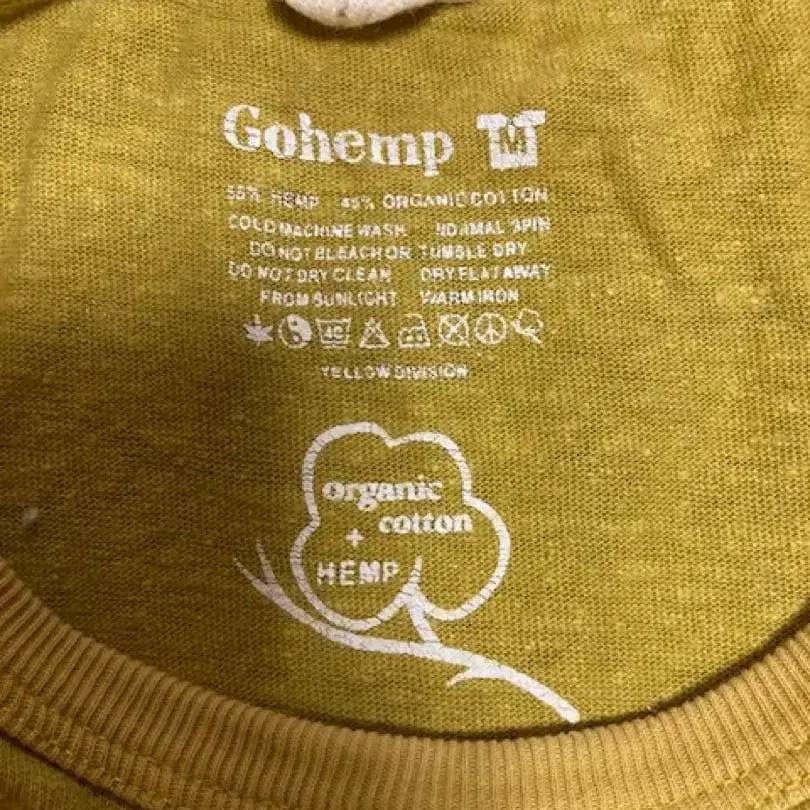 Gohemp M
55% HEMP 45% ORGANIC COTTON
COLD MACHINE WASH NORMAL SPIN
DO NOT BLEACH OR TUMBLE DRY
DO NOT DRY CLEAN DRY FLAT AWAY
FROM SUNLIGHT WARM IRON
40
YELLOW DIVISION
organic
cotton
+
HEMP